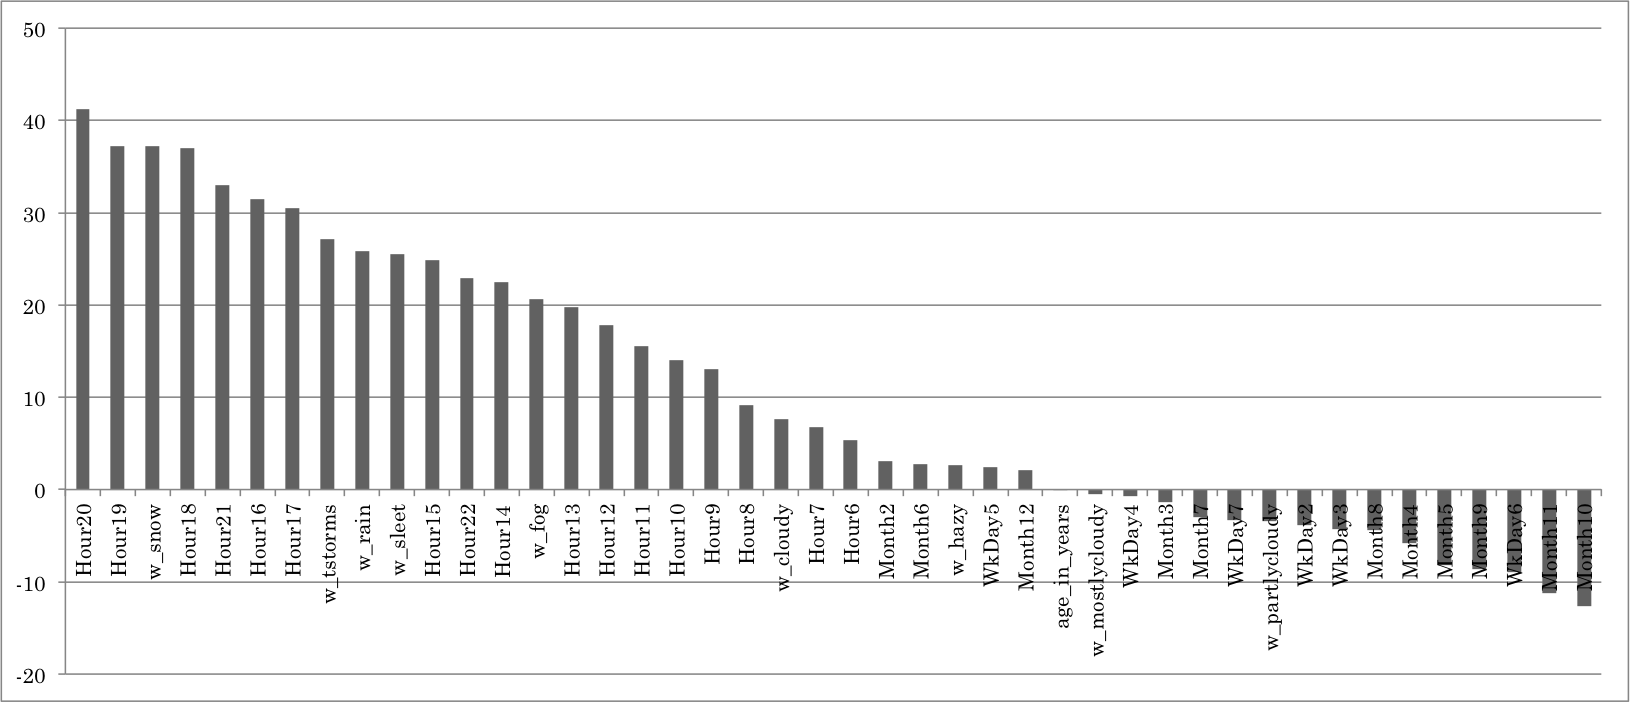 50
40
30
20
10
0
-10
-20
Hour20
Hour19
w_snow
Hour18
Hour21
Hour16
Hour17
w_tstorms
w_rain
w_sleet
Hour15
Hour22
Hour14
w_fog
Hour13
Hour12
Hour11
Hour10
Hour9
Hour8
w_cloudy
Hour7
Hour6
Month2
Month6
w_hazy
WkDay5
Month12
age_in_years
w_mostlycloudy
WkDay4
Month3
Month7
WkDay7
w_partlycloudy
WkDay2
WkDay3
Month8
Month4
Month5
Month9
WkDay6
Month11
Month10